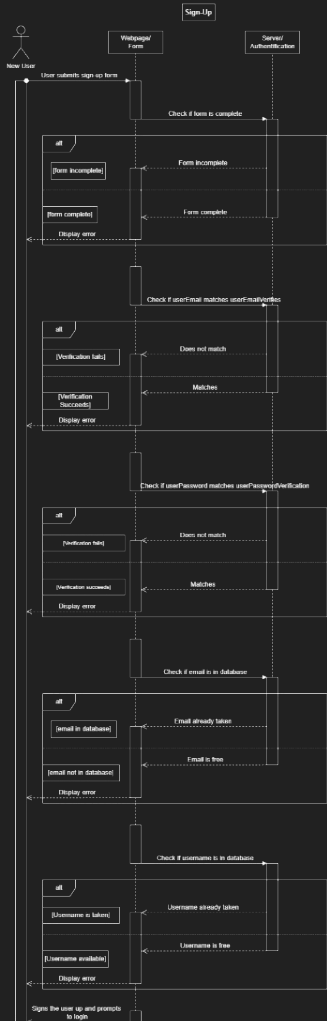 Sign-Up
Webpage/
Form
Server/
Authentification
New User
User submits sign-up form
Check if form is complete
alt
Form incomplete
[form incomplete]
[form complete]
Form complete
Display error
Check if userEmail matches userEmailVerifies
alt
Does not match
[Verification fails]
Matches
[Verification
Succeeds]
Display error
Check if userPassword matches userPasswordVerification
alt
Does not match
[Verification fails]
Matches
[Verification succeeds]
Display error
Check if email is in database
alt
Email already taken
[email in database]
Email is free
[email not in database]
Display error
Check if username is in database
alt
Username already taken
[Username is taken]
Username is free
[Username available]
Display error
Signs the user up and prompts
to login